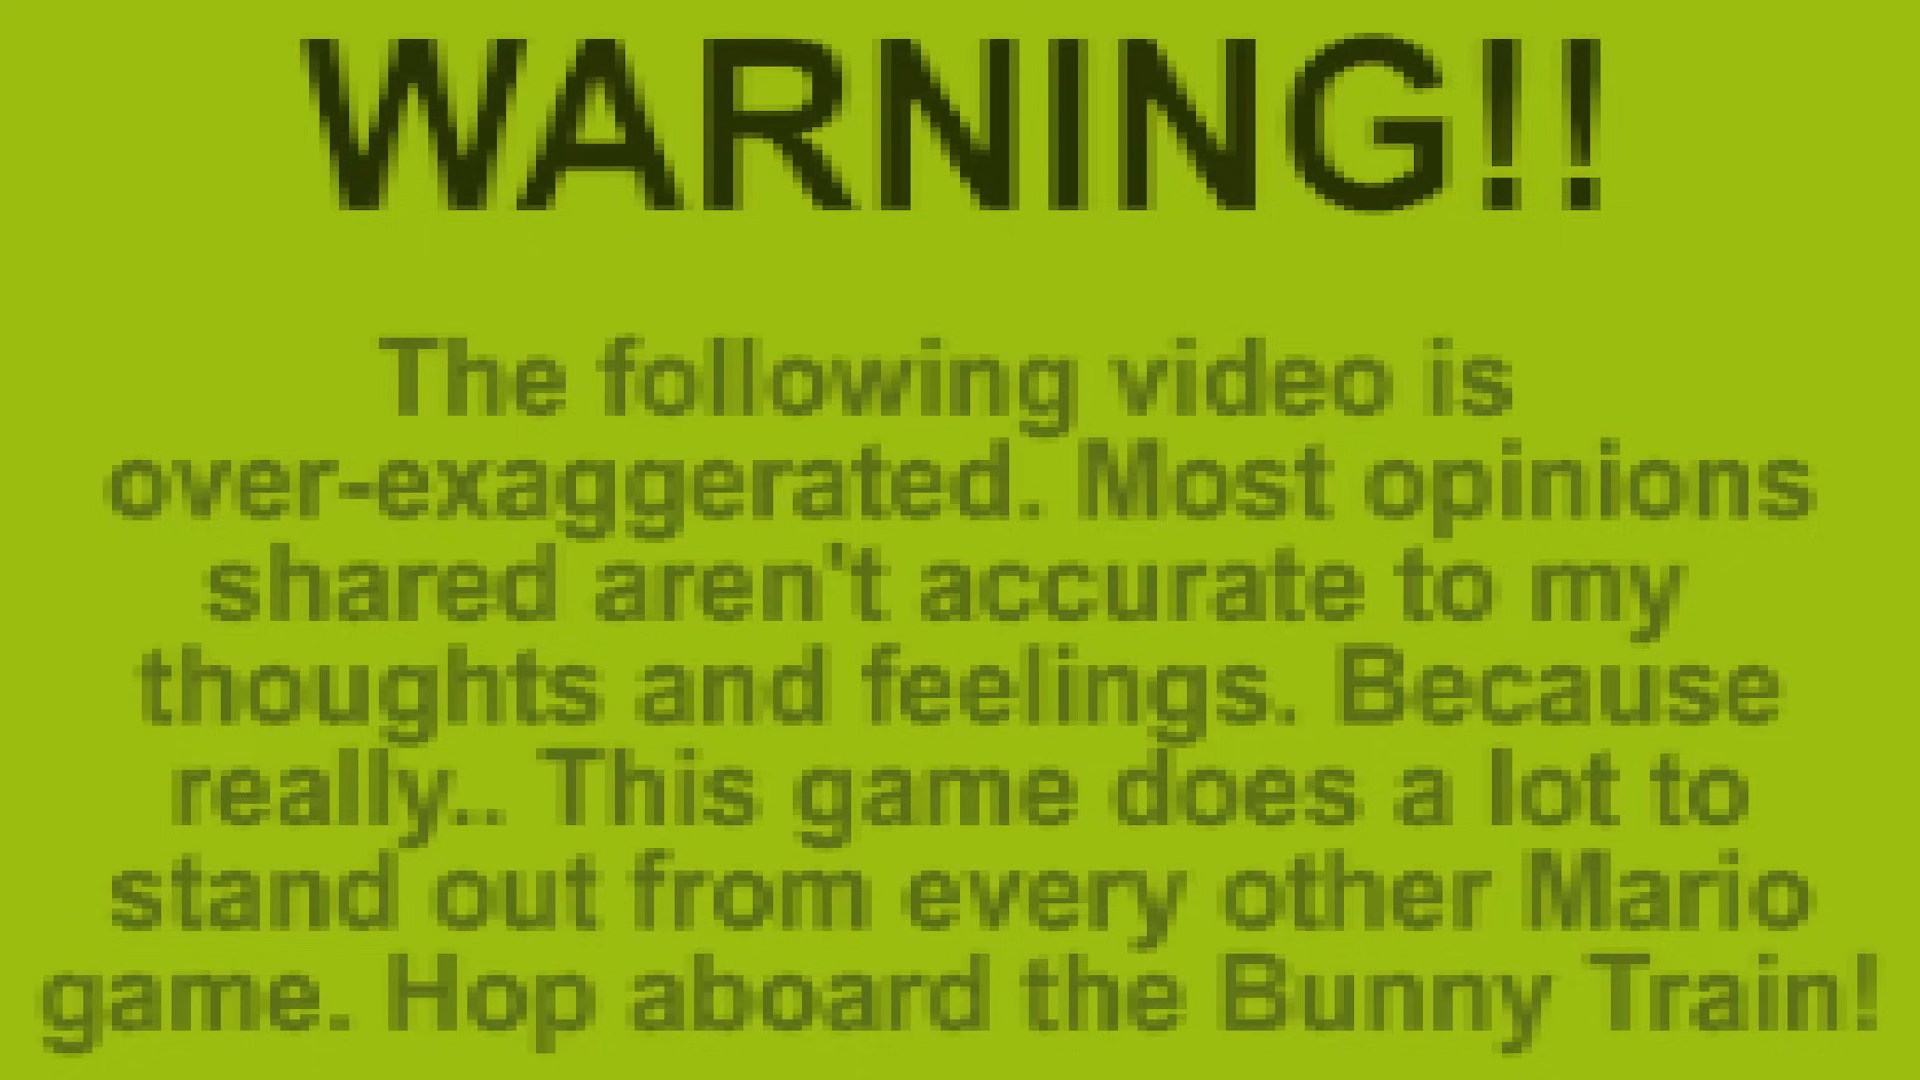 WARNING!!
The following video is
over-exaggerated. Most opinions
shared aren't accurate to my
thoughts and feelings. Because
really.. This game does a lot to
stand out from every other Mario
game. Hop aboard the Bunny Train!